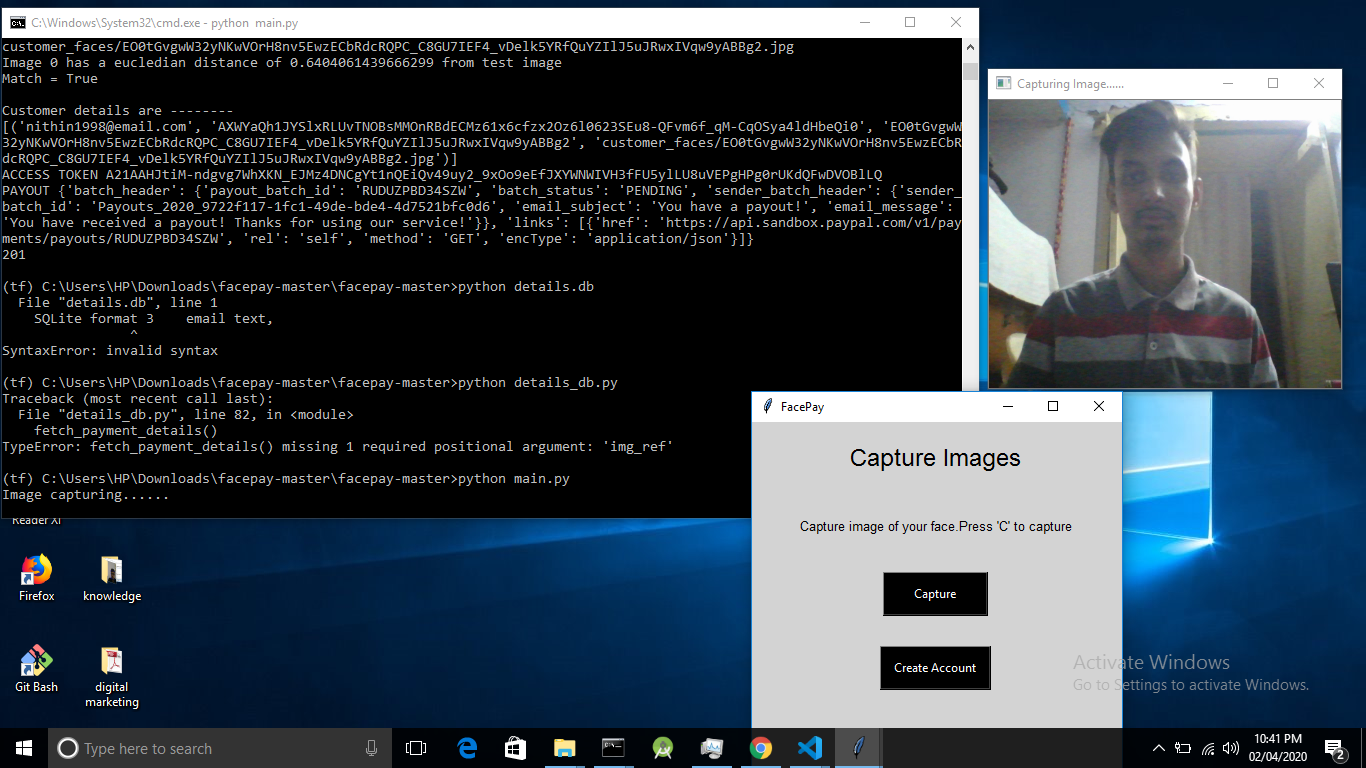 C:\Windows\System32\cmd.exe - python  main.py
customer_faces/EO0tGvgwW32yNKwVOrH8nv5EwzECbRdcRQPC_C8GU7IEF4_vDelk5YRfQuYZIlJ5uJRwxIVqw9yABBg2.jpg
Image 0 has a eucledian distance of 0.6404061439666299 from test image
Match = True
Customer details are --------
[('nithin1998@email.com', 'AXWYaQh1JYSlxRLUvTNOBsMMOnRBdECMz61x6cfzx2Oz6l0623SEu8-QFvm6f_qM-CqOSya4ldHbeQi0', 'EO0tGvgwW
32yNKwVOrH8nv5EwzECbRdcRQPC_C8GU7IEF4_vDelk5YRfQuYZIlJ5uJRwxIVqw9yABBg2', 'customer_faces/EO0tGvgwW32yNKwVOrH8nv5EwzECbR
dcRQPC_C8GU7IEF4_vDelk5YRfQuYZIlJ5uJRwxIVqw9yABBg2.jpg')]
ACCESS TOKEN A21AAHJtiM-ndgvg7WhXKN_EJMz4DNCgYt1nQEiQv49uy2_9xOo9eEfJXYWNWIVH3fFU5ylLU8uVEPgHPg0rUKdQFwDVOBlLQ
PAYOUT {'batch_header': {'payout_batch_id': 'RUDUZPBD34SZW', 'batch_status': 'PENDING', 'sender_batch_header': {'sender_
batch_id': 'Payouts_2020_9722f117-1fc1-49de-bde4-4d7521bfc0d6', 'email_subject': 'You have a payout!', 'email_message':
'You have received a payout! Thanks for using our service!'}}, 'links': [{'href': 'https://api.sandbox.paypal.com/v1/pay
ments/payouts/RUDUZPBD34SZW', 'rel': 'self', 'method': 'GET', 'encType': 'application/json'}]}
201
(tf) C:\Users\HP\Downloads\facepay-master\facepay-master>python details.db
File "details.db", line 1
SQLite format 3    email text,
^
SyntaxError: invalid syntax
(tf) C:\Users\HP\Downloads\facepay-master\facepay-master>python details_db.py
Traceback (most recent call last):
File "details_db.py", line 82, in <module>
fetch_payment_details()
TypeError: fetch_payment_details() missing 1 required positional argument: 'img_ref'
(tf) C:\Users\HP\Downloads\facepay-master\facepay-master>python main.py
Image capturing......
Capturing Image......
FacePay
Capture Images
Capture image of your face.Press 'C' to capture
Capture
Create Account
Reader XI
Firefox
knowledge
Git Bash
digital
marketing
Activate Windows
Go to Settings to activate Windows.
Type here to search
10:41 PM
02/04/2020
2